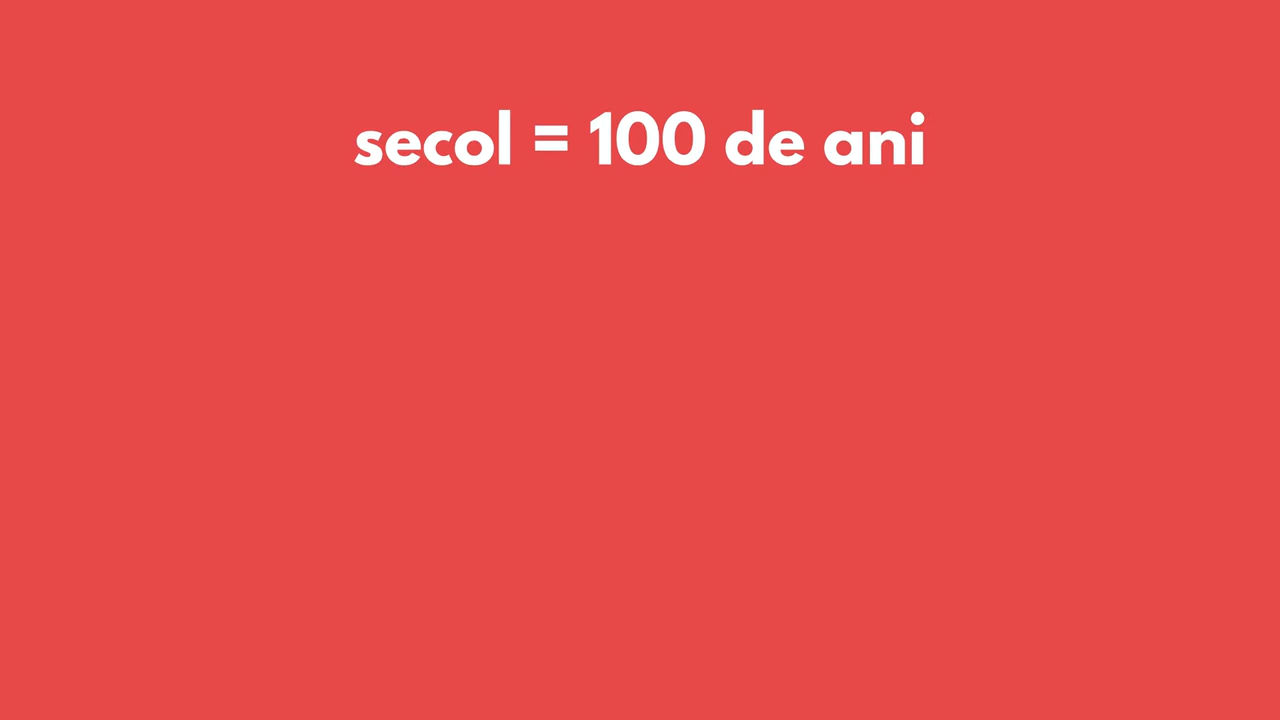 secol = 100 de ani